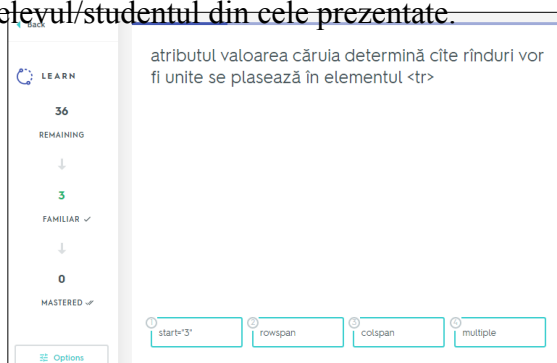 elevul/studentul din cele prezentate.
Back
LEARN
36
REMAINING
3
FAMILIAR
0
MASTERED
Options
atributul valoarea căruia determină cîte rînduri vor
fi unite se plasează în elementul <tr>
1
start="3"
2
rowspan
3
colspan
4
multiple